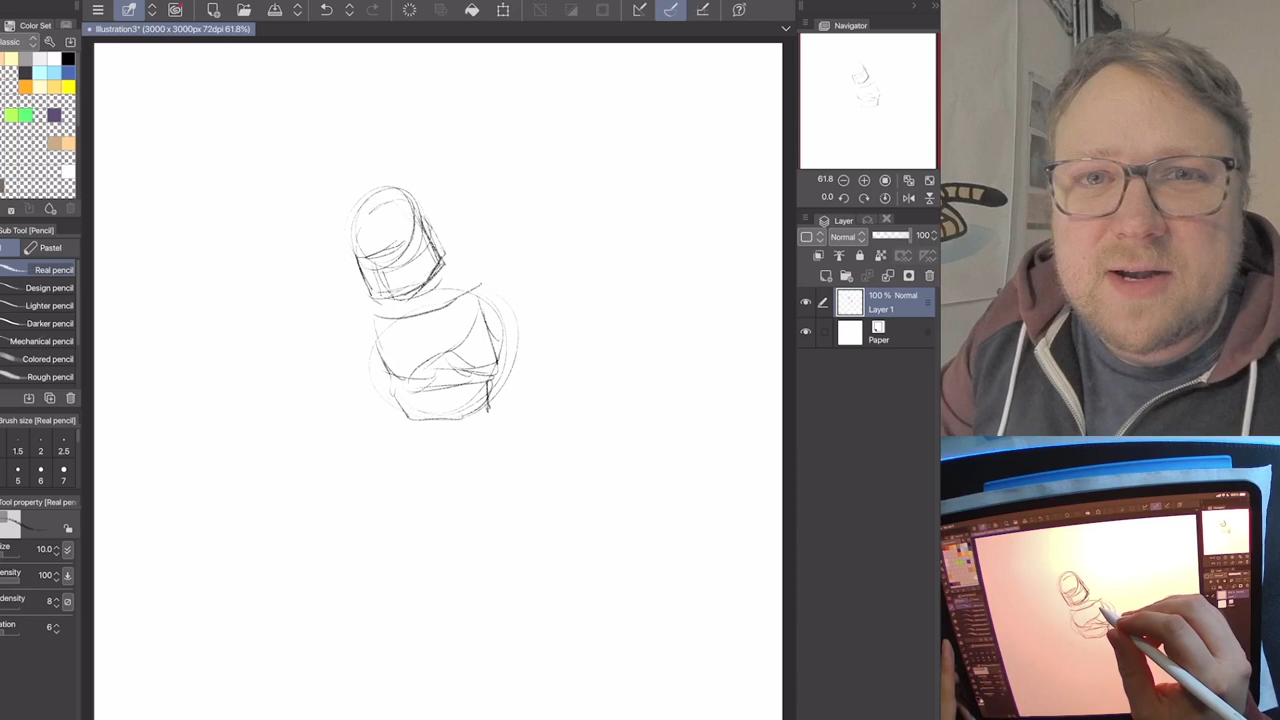 Color Set
Illustration3* (3000 x 3000px 72dpi 61.8%)
Navigator
61.8
0.0
Layer
Normal
100
100 % Normal
Layer 1
Paper
Sub Tool [Pencil]
Pastel
Real pencil
Design pencil
Lighter pencil
Darker pencil
Mechanical pencil
Colored pencil
Rough pencil
Brush size [Real pencil]
1.5 2 2.5
5 6 7
Tool property [Real pen
10.0
100
8
6